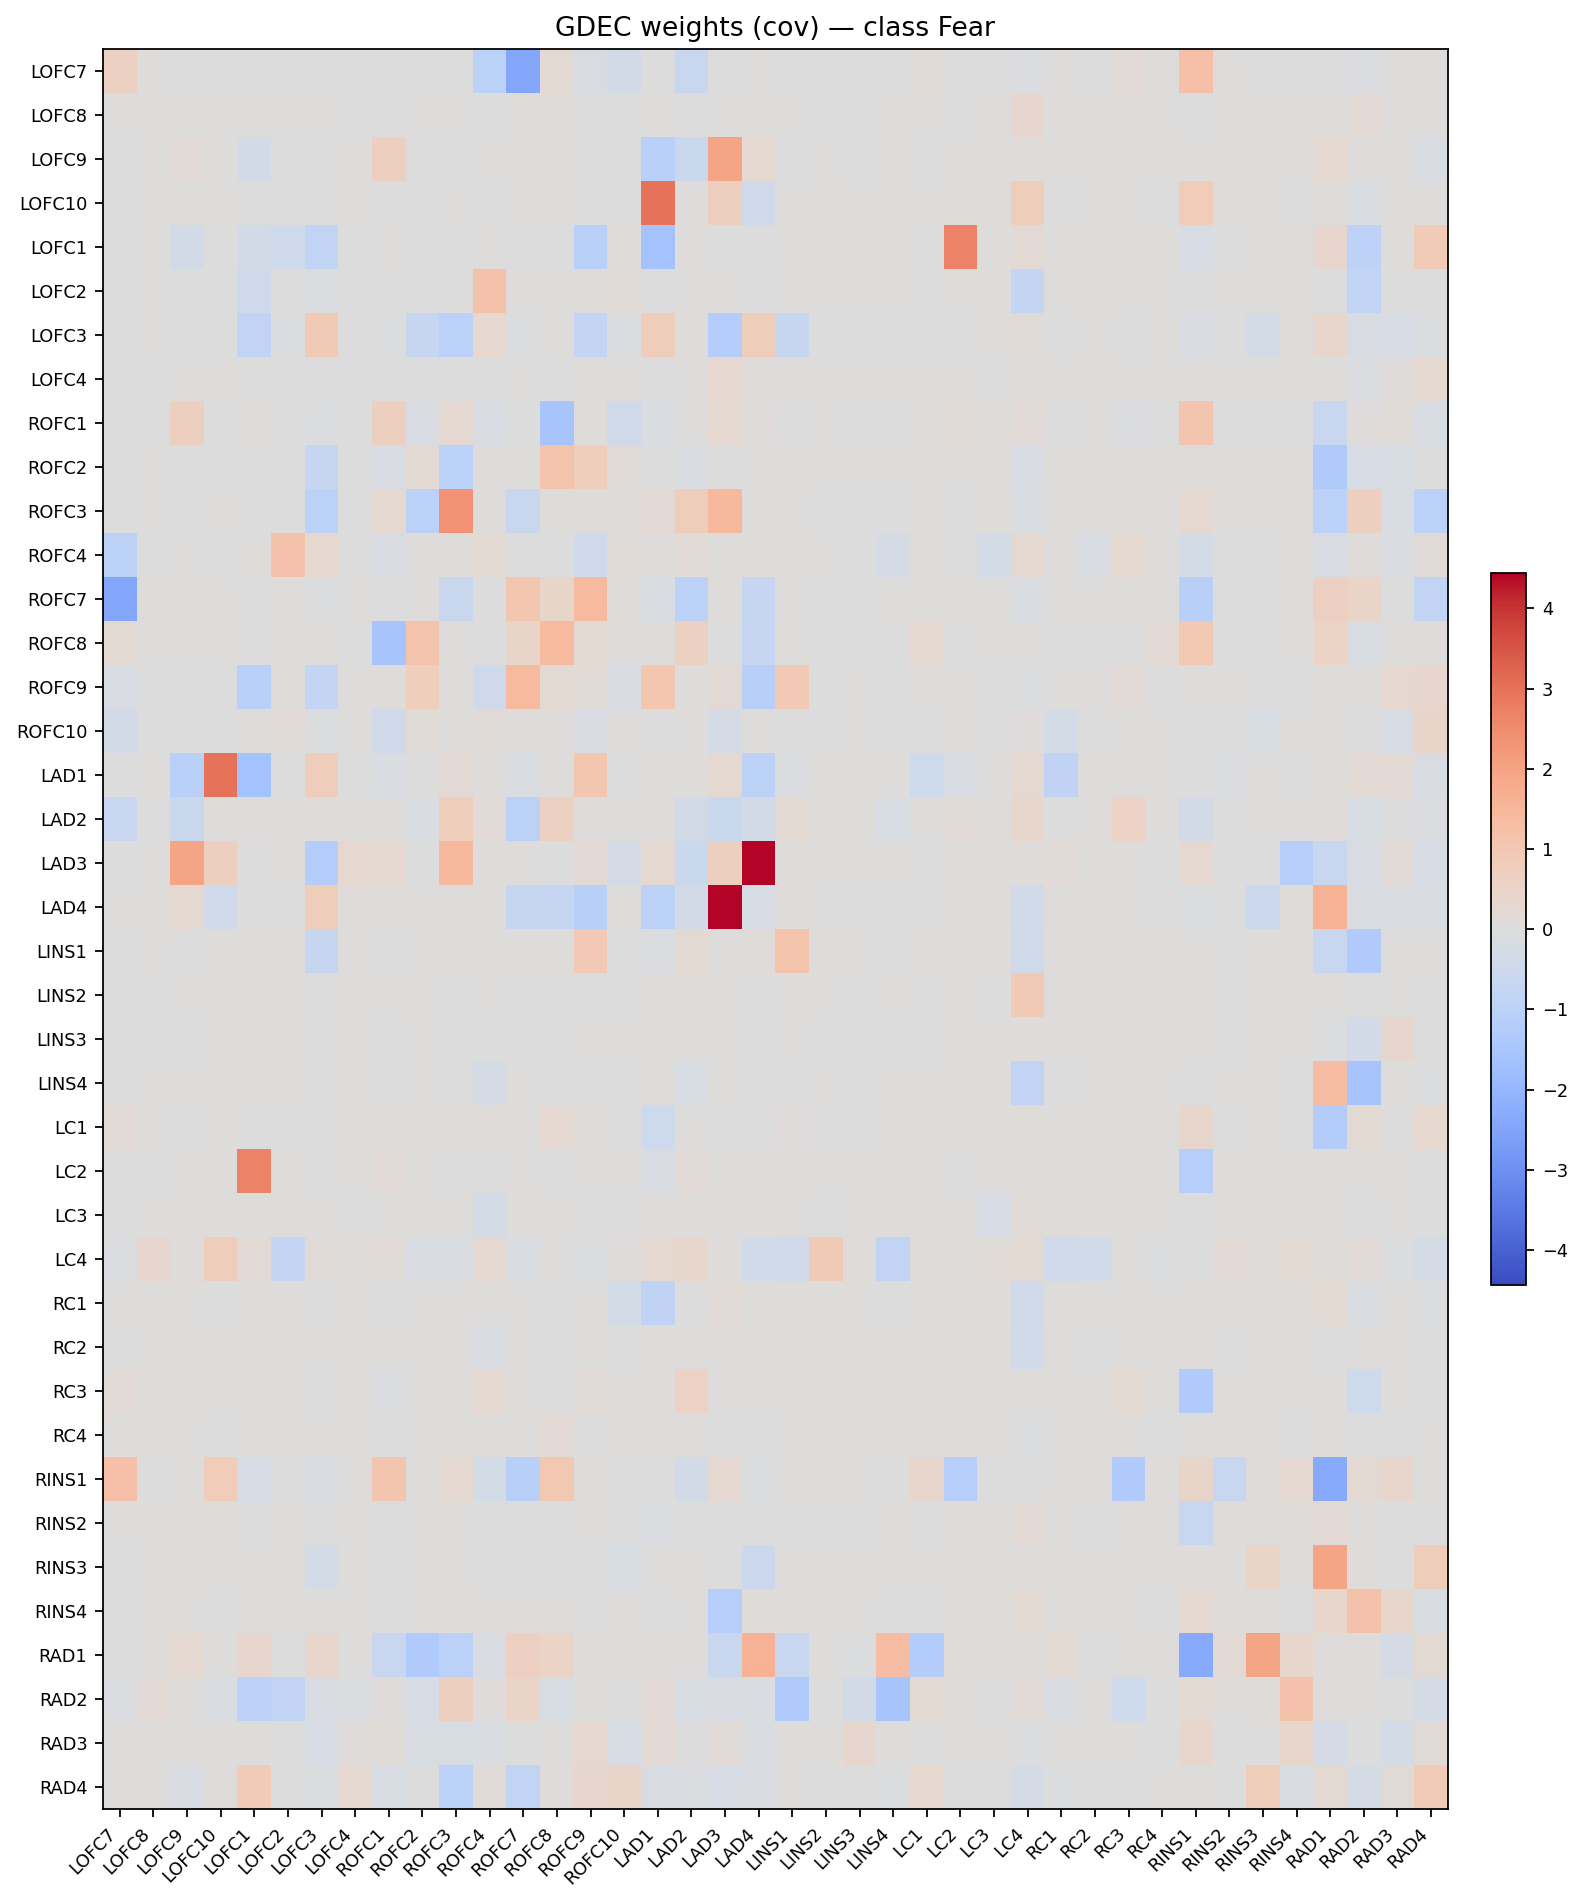 GDEC weights (cov) — class Fear
LOFC7
LOFC8
LOFC9
LOFC10
LOFC1
LOFC2
LOFC3
LOFC4
ROFC1
ROFC2
ROFC3
ROFC4
ROFC7
ROFC8
ROFC9
ROFC10
LAD1
LAD2
LAD3
LAD4
LINS1
LINS2
LINS3
LINS4
LC1
LC2
LC3
LC4
RC1
RC2
RC3
RC4
RINS1
RINS2
RINS3
RINS4
RAD1
RAD2
RAD3
RAD4
LOFC7
LOFC8
LOFC9
LOFC10
LOFC1
LOFC2
LOFC3
LOFC4
ROFC1
ROFC2
ROFC3
ROFC4
ROFC7
ROFC8
ROFC9
ROFC10
LAD1
LAD2
LAD3
LAD4
LINS1
LINS2
LINS3
LINS4
LC1
LC2
LC3
LC4
RC1
RC2
RC3
RC4
RINS1
RINS2
RINS3
RINS4
RAD1
RAD2
RAD3
RAD4
4
3
2
1
0
−1
−2
−3
−4